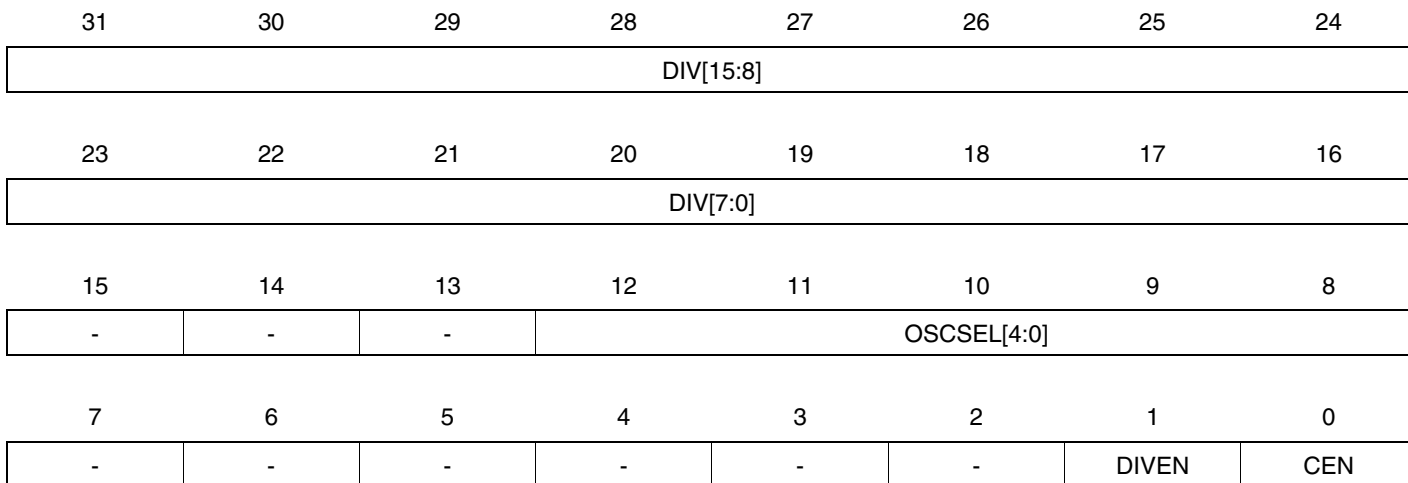 31 30 29 28 27 26 25 24
DIV[15:8]
23 22 21 20 19 18 17 16
DIV[7:0]
15 14 13 12 11 10 9 8
- - - OSCSEL[4:0]
7 6 5 4 3 2 1 0
- - - - - - DIVEN CEN